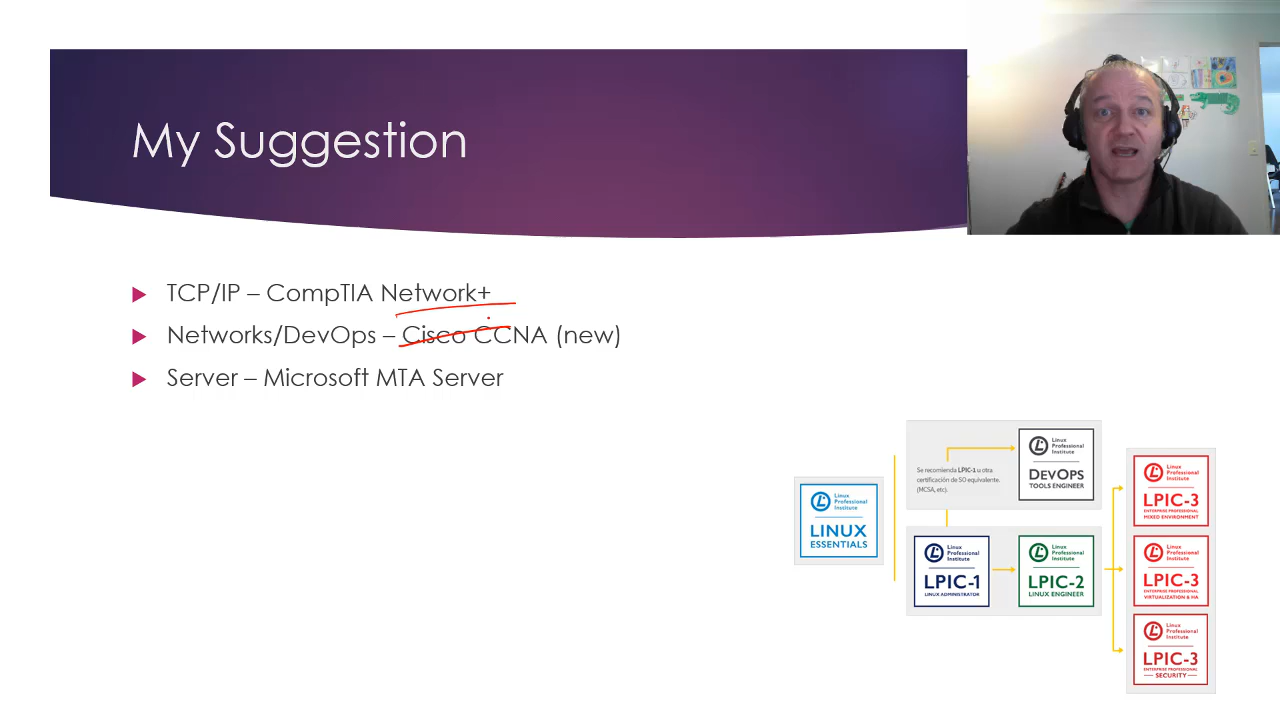 My Suggestion
TCP/IP – CompTIA Network+
Networks/DevOps – Cisco CCNA (new)
Server – Microsoft MTA Server
Linux
Professional
Institute
LINUX
ESSENTIALS
Se recomienda LPIC-1 u otra
certificación de SO equivalente.
(MCSA, etc).
Linux
Professional
Institute
DEVOPS
TOOLS ENGINEER
Linux
Professional
Institute
LPIC-1
LINUX ADMINISTRATOR
Linux
Professional
Institute
LPIC-2
LINUX ENGINEER
Linux
Professional
Institute
LPIC-3
ENTERPRISE PROFESSIONAL
MIXED ENVIRONMENT
Linux
Professional
Institute
LPIC-3
ENTERPRISE PROFESSIONAL
VIRTUALIZATION & HA
Linux
Professional
Institute
LPIC-3
ENTERPRISE PROFESSIONAL
SECURITY